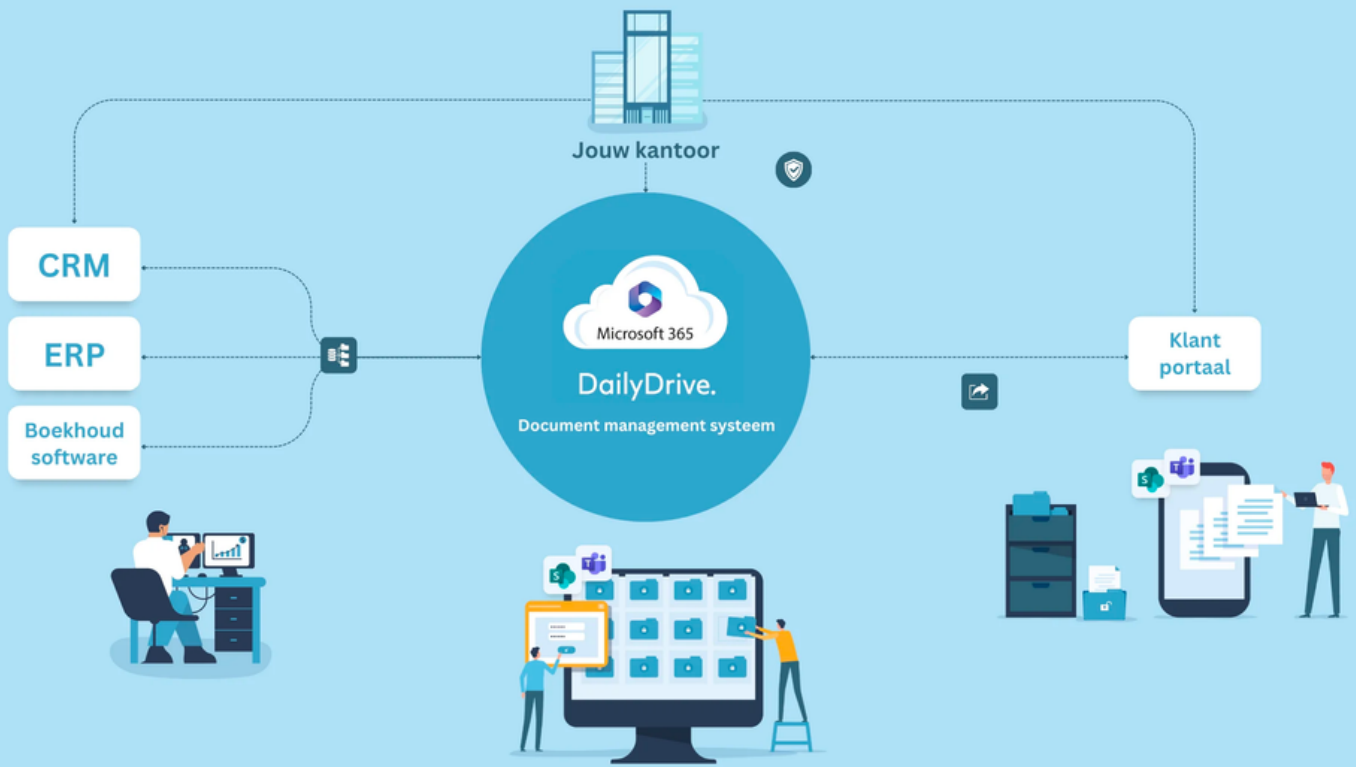 Jouw kantoor
CRM
ERP
Boekhoud
software
Microsoft 365
DailyDrive.
Document management systeem
Klant
portaal
S
T
S
T